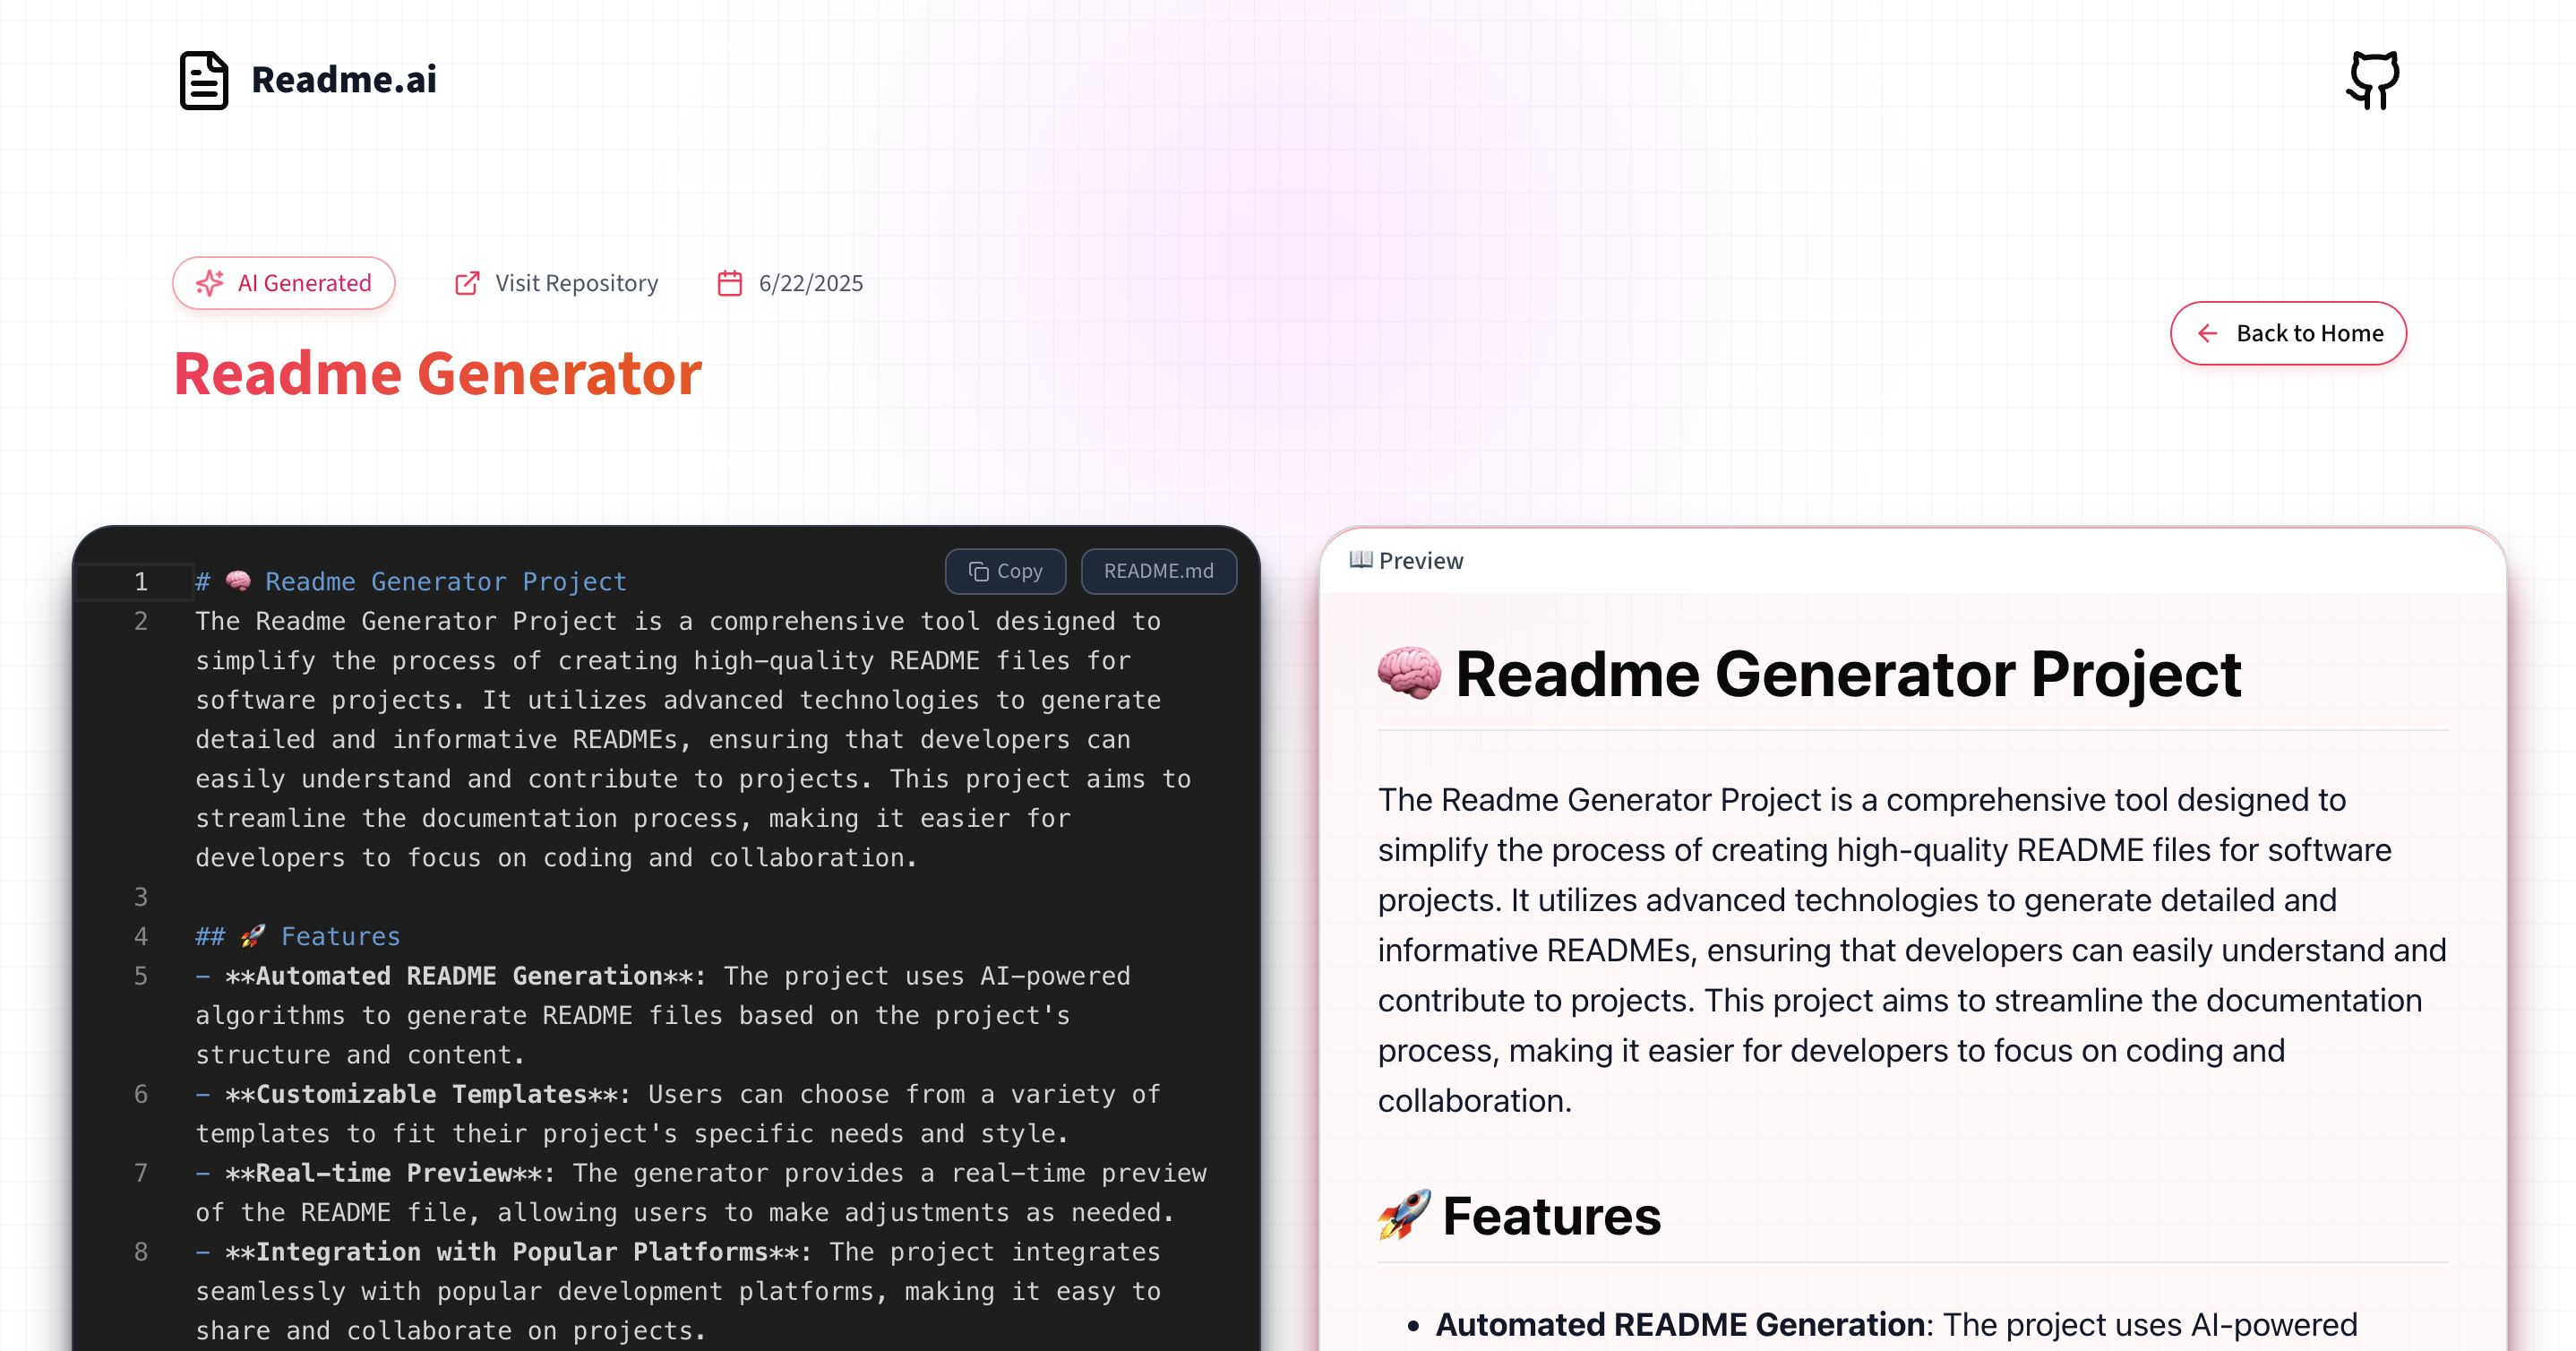 Readme.ai
AI Generated
Visit Repository
6/22/2025
Readme Generator
Back to Home
Copy
README.md
1 # 🧠 Readme Generator Project
2 The Readme Generator Project is a comprehensive tool designed to
simplify the process of creating high-quality README files for
software projects. It utilizes advanced technologies to generate
detailed and informative READMEs, ensuring that developers can
easily understand and contribute to projects. This project aims to
streamline the documentation process, making it easier for
developers to focus on coding and collaboration.
3
4 ## 🚀 Features
5 - **Automated README Generation**: The project uses AI-powered
algorithms to generate README files based on the project's
structure and content.
6 - **Customizable Templates**: Users can choose from a variety of
templates to fit their project's specific needs and style.
7 - **Real-time Preview**: The generator provides a real-time preview
of the README file, allowing users to make adjustments as needed.
8 - **Integration with Popular Platforms**: The project integrates
seamlessly with popular development platforms, making it easy to
share and collaborate on projects.
📖 Preview
🧠 Readme Generator Project
The Readme Generator Project is a comprehensive tool designed to
simplify the process of creating high-quality README files for software
projects. It utilizes advanced technologies to generate detailed and
informative READMEs, ensuring that developers can easily understand and
contribute to projects. This project aims to streamline the documentation
process, making it easier for developers to focus on coding and
collaboration.
🚀 Features
• Automated README Generation: The project uses AI-powered